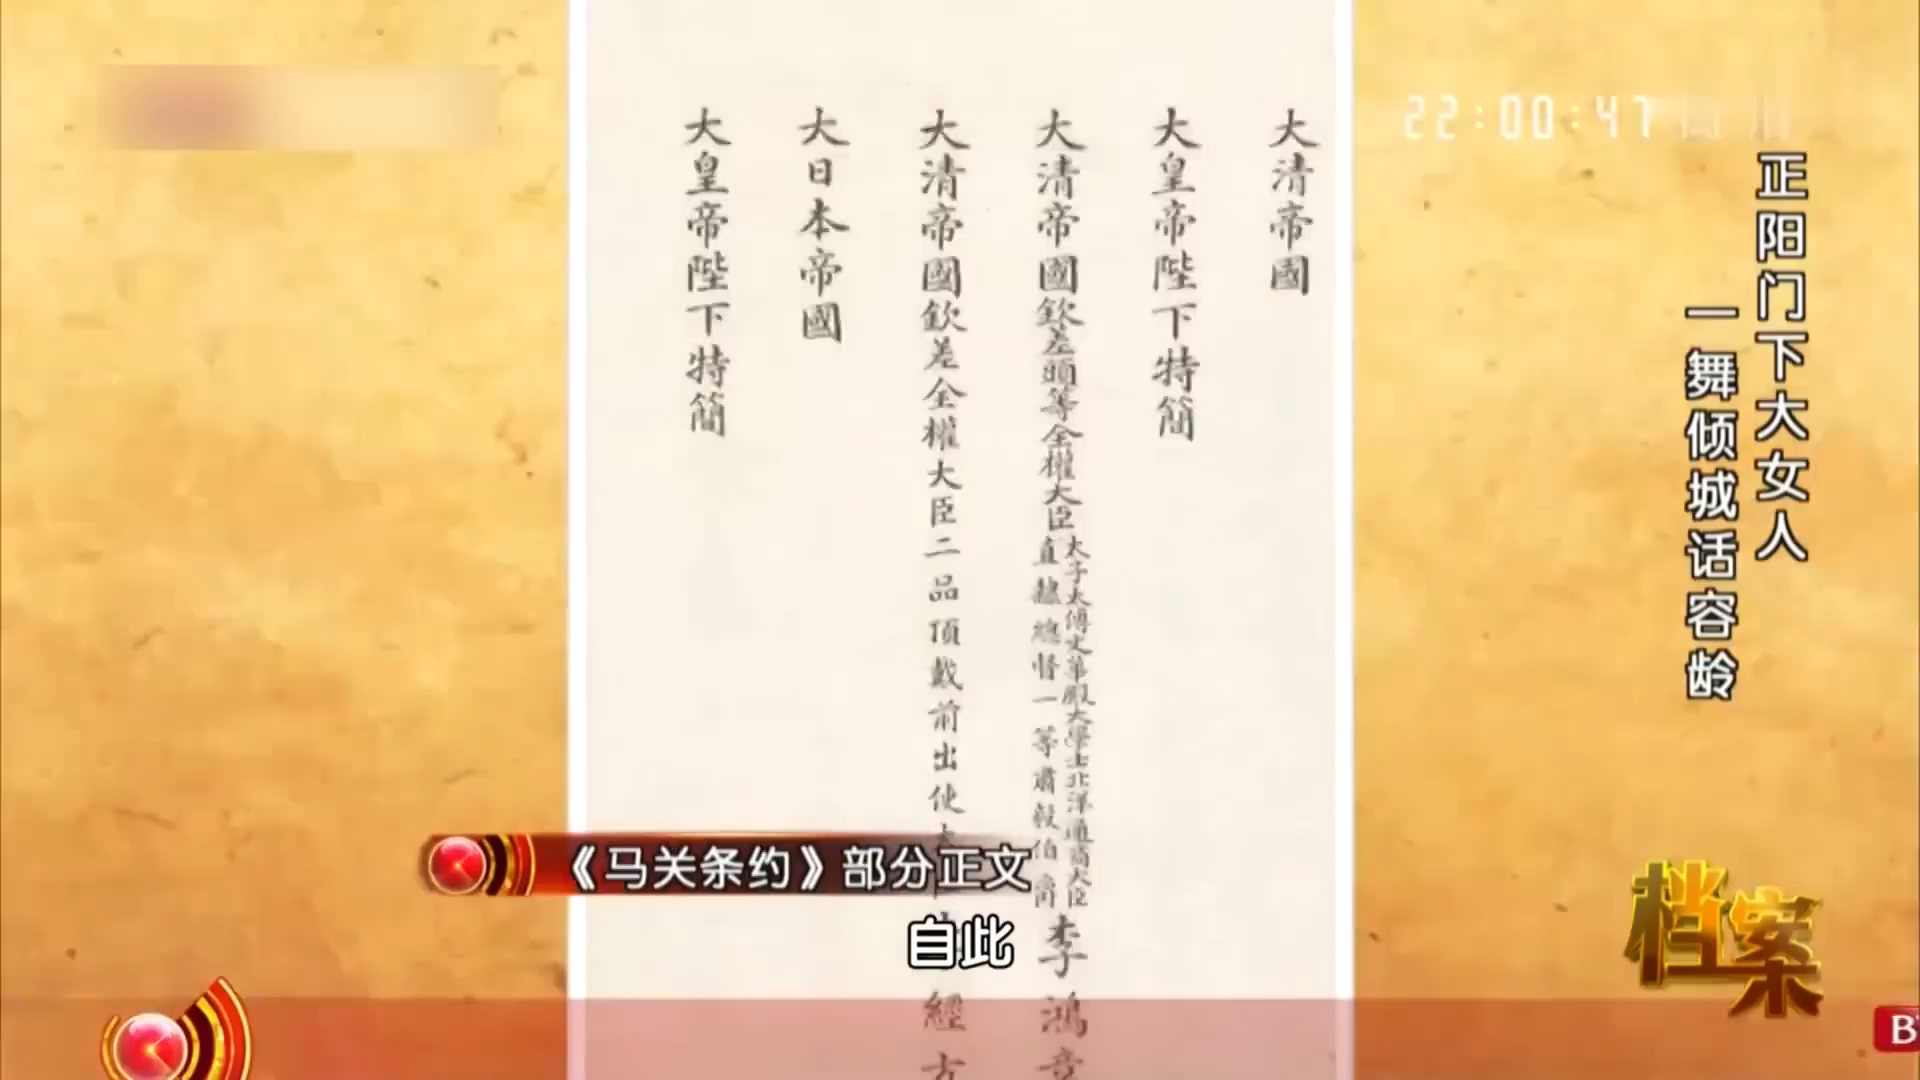 22:00:47
正阳门下大女人
一舞倾城话容龄
大清帝國
大皇帝陛下特簡
大清帝國欽差頭等全權大臣太子太傅文華殿大學士北洋通商大臣直隸總督一等肅毅伯爵李鴻章
大清帝國欽差全權大臣二品頂戴前出使大
經方
大日本帝國
大皇帝陛下特簡
《马关条约》部分正文
自此
档案
B